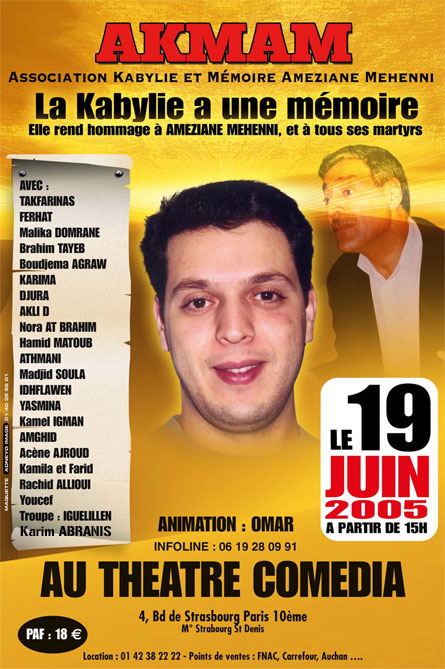 AKMAM
ASSOCIATION KABYLIE ET MÉMOIRE AMEZIANE MEHENNI
La Kabylie a une mémoire
Elle rend hommage à AMEZIANE MEHENNI, et à tous ses martyrs
AVEC :
TAKFARINAS
FERHAT
Malika DOMRANE
Brahim TAYEB
Boudjema AGRAW
KARIMA
DJURA
AKLI D
Nora AT BRAHIM
Hamid MATOUB
ATHMANI
Madjid SOULA
IDHFLAWEN
YASMINA
Kamel IGMAN
AMGHID
Acène AJROUD
Kamila et Farid
Rachid ALLIOUI
Youcef
Troupe : IGUELILLEN
Karim ABRANIS
LE 19
JUIN
2005
A PARTIR DE 15H
ANIMATION : OMAR
INFOLINE : 06 19 28 09 91
AU THEATRE COMEDIA
4, Bd de Strasbourg Paris 10ème
M° Strabourg St Denis
PAF : 18 €
Location : 01 42 38 22 22 - Points de ventes : FNAC, Carrefour, Auchan ....